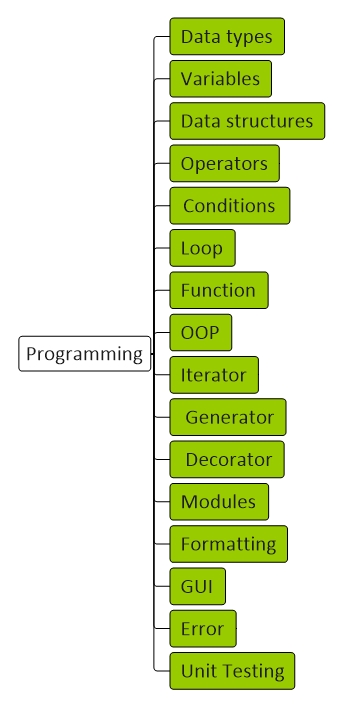 Data types
Variables
Data structures
Operators
Conditions
Loop
Function
OOP
Programming
Iterator
Generator
Decorator
Modules
Formatting
GUI
Error
Unit Testing